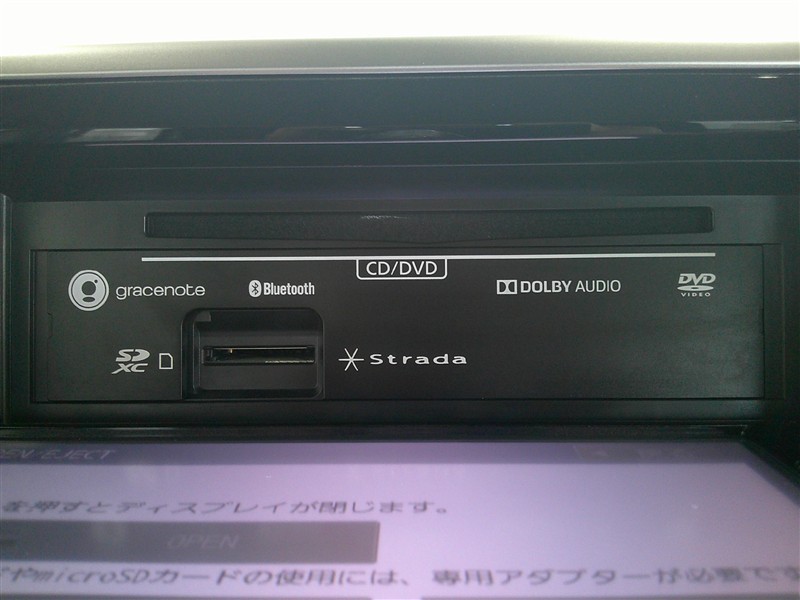 CD/DVD
gracenote
Bluetooth
DOLBY AUDIO
DVD
VIDEO
SD
XC
Strada
EJECT
を押すとディスプレイが閉じます。
OPEN
microSDカードの使用には、専用アダプターが必要です